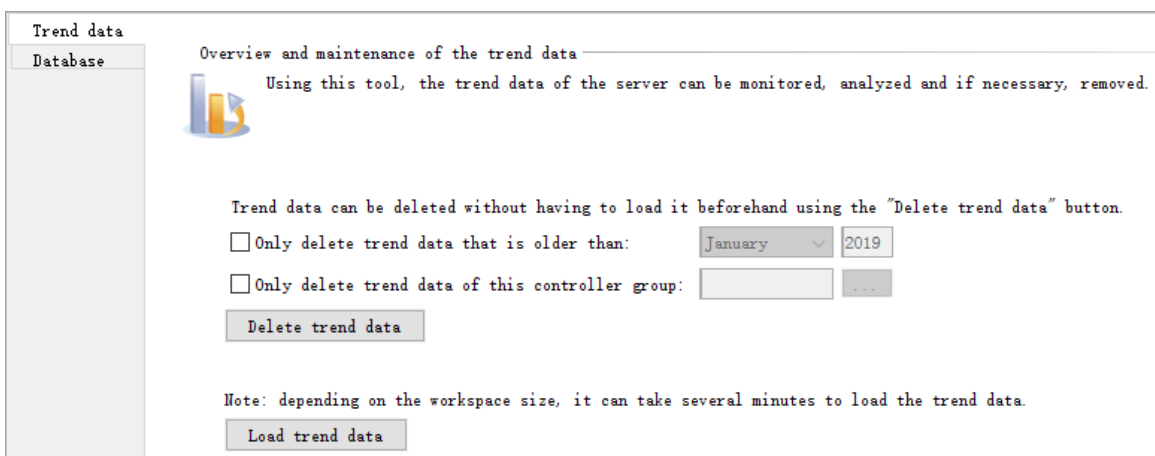 Trend data
Database
Overview and maintenance of the trend data
Using this tool, the trend data of the server can be monitored, analyzed and if necessary, removed.
Trend data can be deleted without having to load it beforehand using the "Delete trend data" button.
Only delete trend data that is older than: January 2019
Only delete trend data of this controller group: ...
Delete trend data
Note: depending on the workspace size, it can take several minutes to load the trend data.
Load trend data